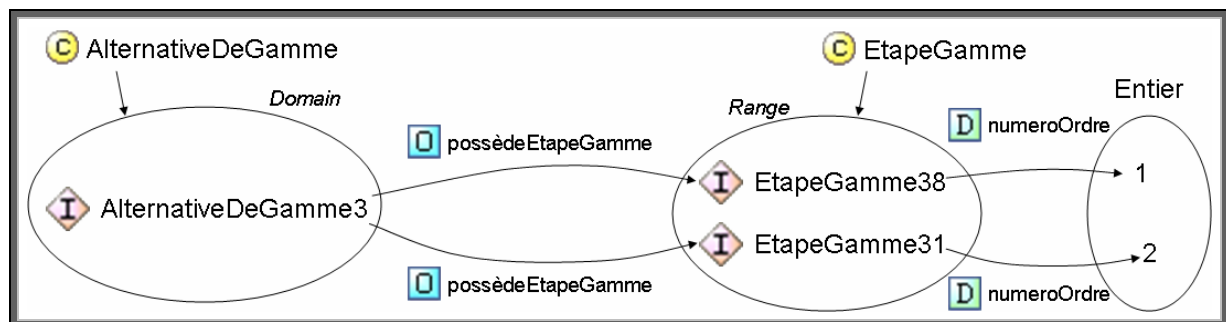 C AlternativeDeGamme
C EtapeGamme
Entier
Domain
Range
D numeroOrdre
O possèdeEtapeGamme
I AlternativeDeGamme3
I EtapeGamme38
1
I EtapeGamme31
2
O possèdeEtapeGamme
D numeroOrdre